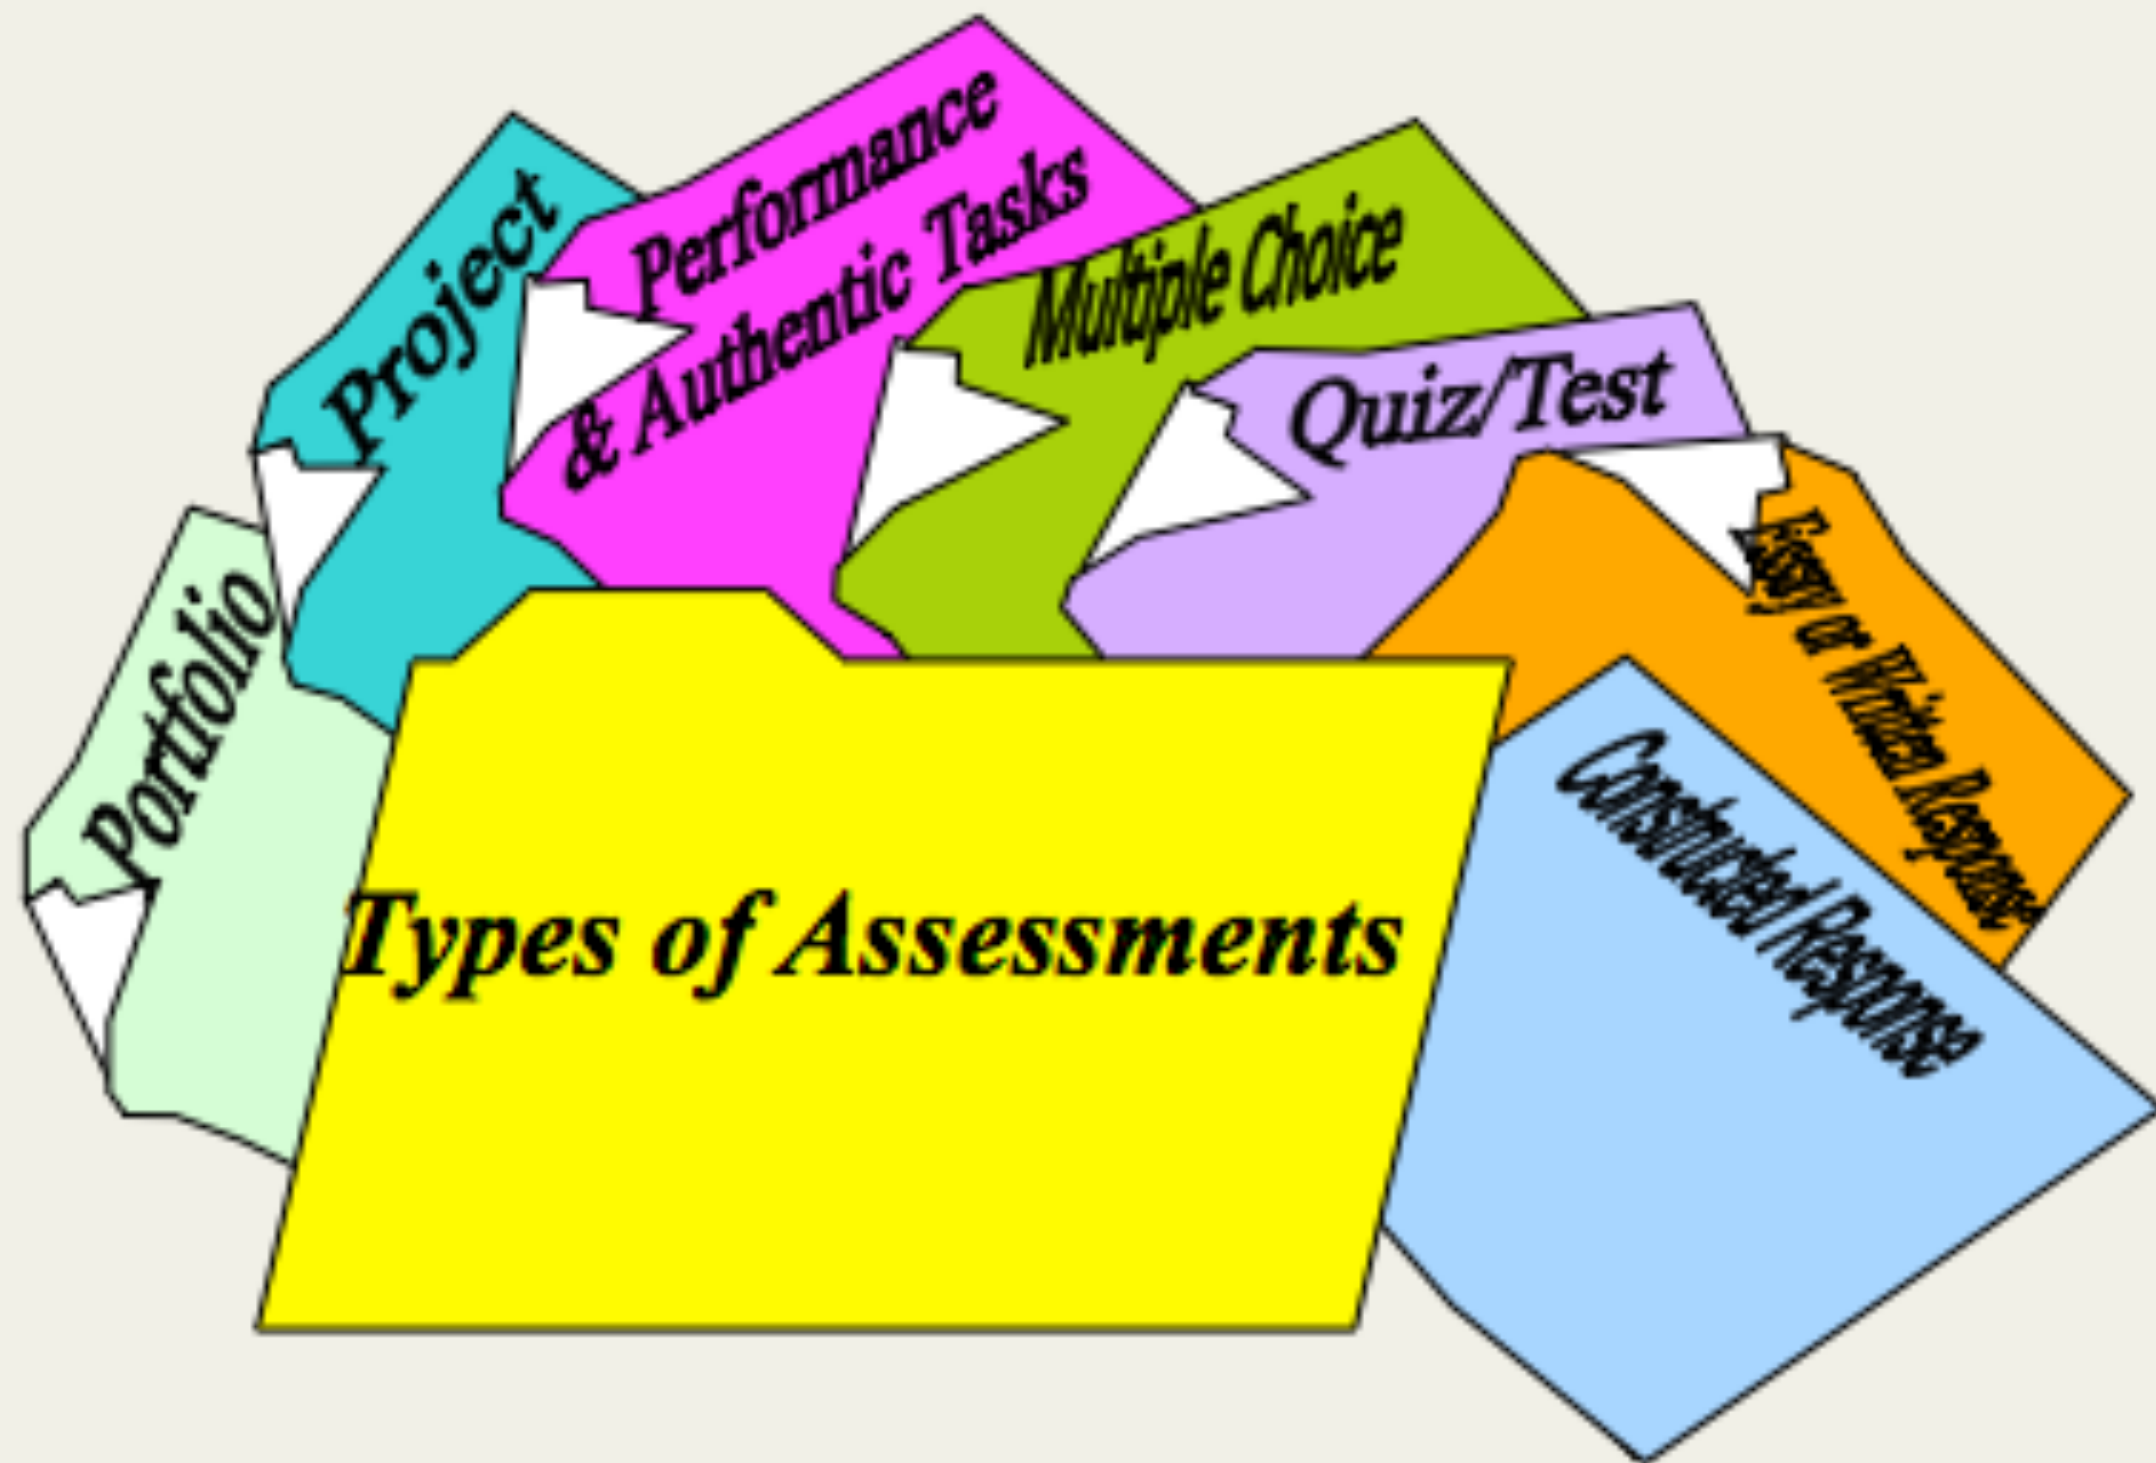 Portfolio
Project
Performance
& Authentic Tasks
Multiple Choice
Quiz/Test
Essay or Written Response
Constructed Response
Types of Assessments